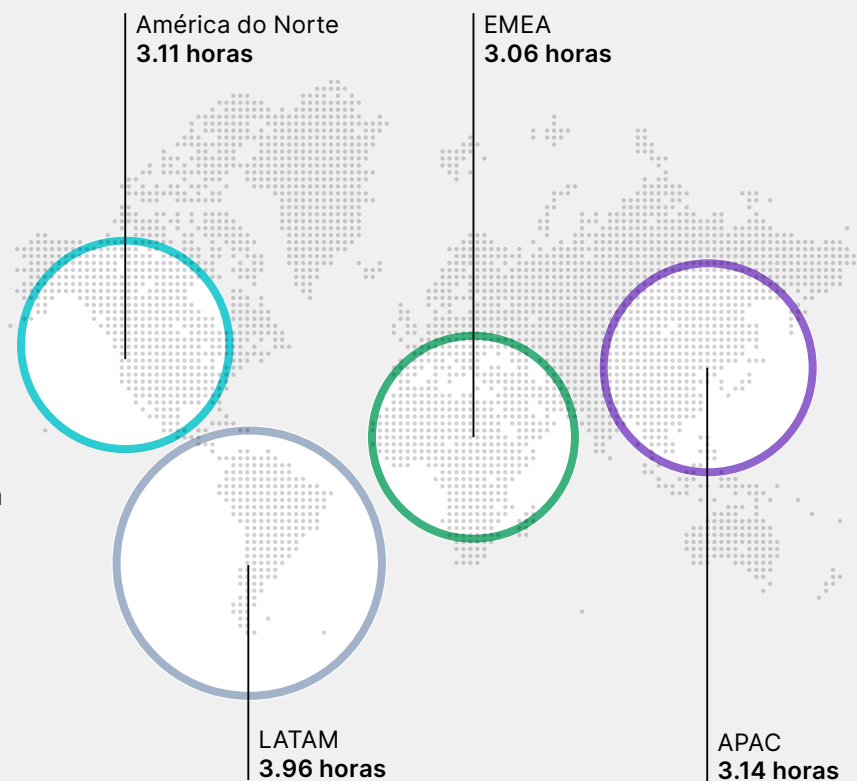 América do Norte
3.11 horas
EMEA
3.06 horas
LATAM
3.96 horas
APAC
3.14 horas